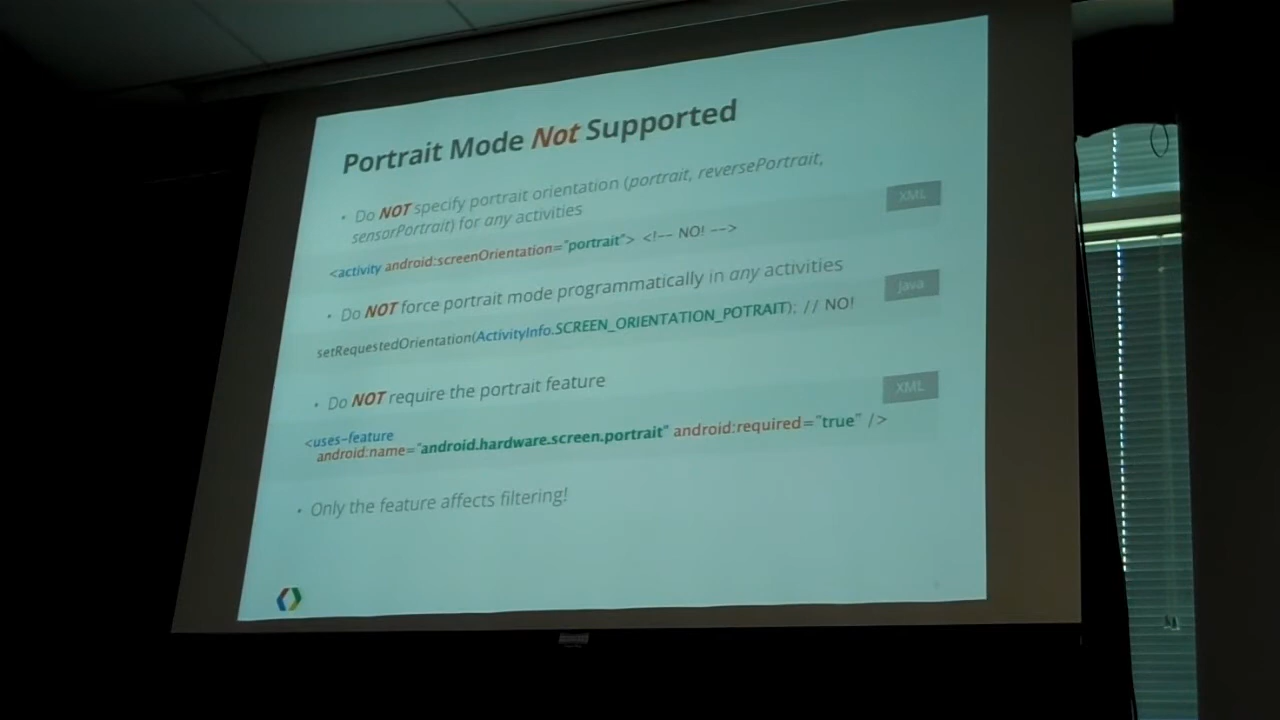 Portrait Mode Not Supported
• Do NOT specify portrait orientation (portrait, reversePortrait,
sensorPortrait) for any activities
XML
<activity android:screenOrientation="portrait"> <!-- NO! -->
• Do NOT force portrait mode programmatically in any activities
Java
setRequestedOrientation(ActivityInfo.SCREEN_ORIENTATION_POTRAIT); // NO!
• Do NOT require the portrait feature
XML
<uses-feature
android:name="android.hardware.screen.portrait" android:required="true" />
• Only the feature affects filtering!